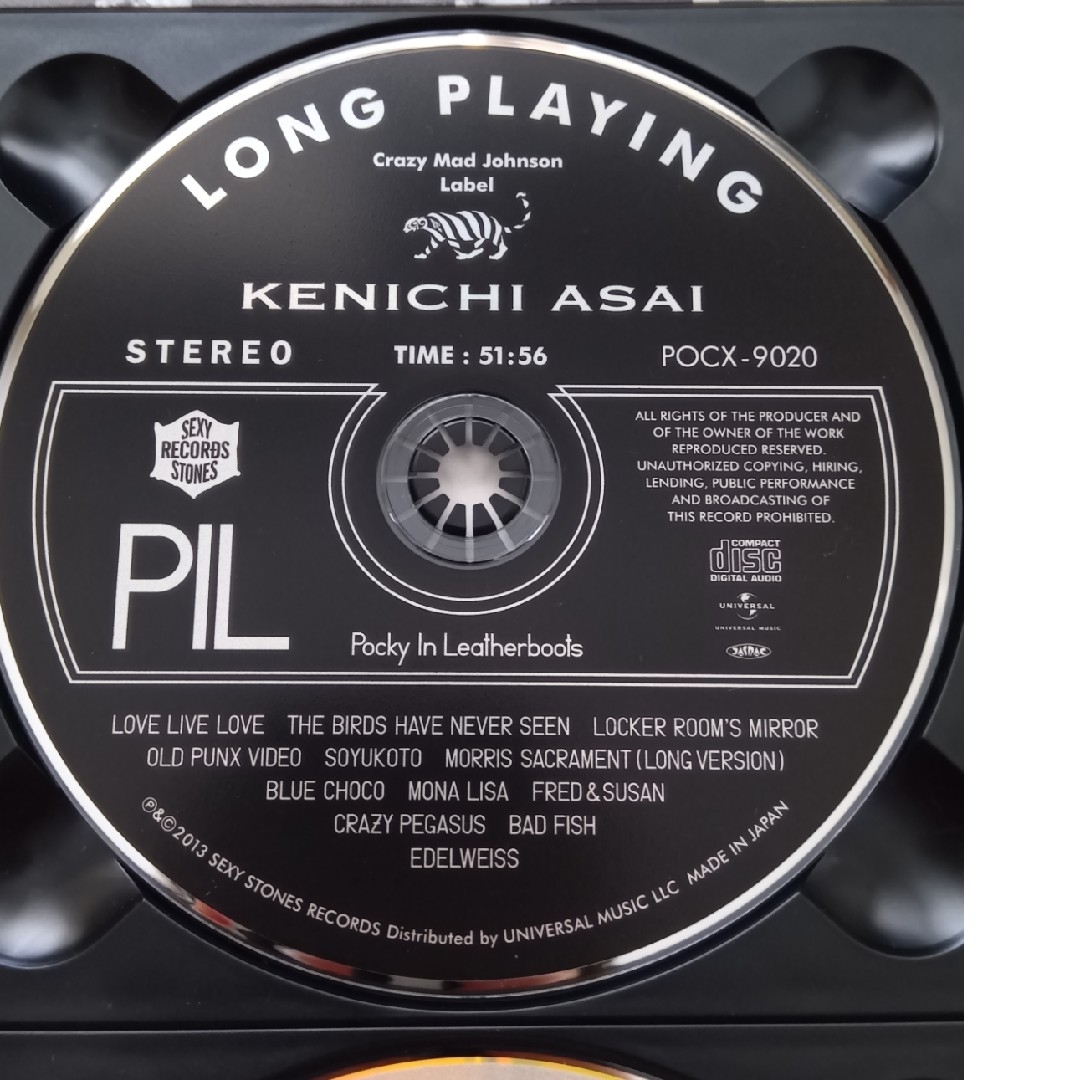 LONG PLAYING
Crazy Mad Johnson
Label
KENICHI ASAI
STEREO
TIME : 51:56
POCX-9020
SEXY
RECORDS
STONES
PIL
Pocky In Leatherboots
ALL RIGHTS OF THE PRODUCER AND
OF THE OWNER OF THE WORK
REPRODUCED RESERVED.
UNAUTHORIZED COPYING, HIRING,
LENDING, PUBLIC PERFORMANCE
AND BROADCASTING OF
THIS RECORD PROHIBITED.
COMPACT
disc
DIGITAL AUDIO
UNIVERSAL
UNIVERSAL MUSIC
JASRAC
LOVE LIVE LOVE THE BIRDS HAVE NEVER SEEN LOCKER ROOM'S MIRROR
OLD PUNX VIDEO SOYUKOTO MORRIS SACRAMENT (LONG VERSION)
BLUE CHOCO MONA LISA FRED & SUSAN
CRAZY PEGASUS BAD FISH
EDELWEISS
℗&©2013 SEXY STONES RECORDS Distributed by UNIVERSAL MUSIC LLC MADE IN JAPAN